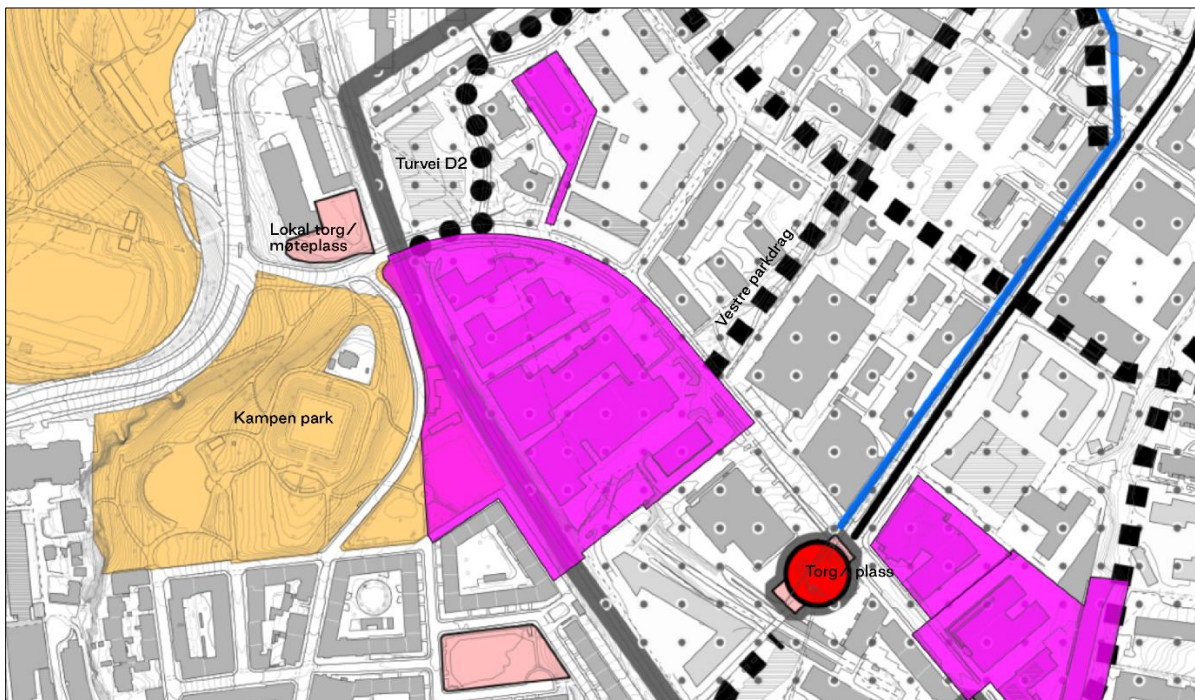 Turvei D2
Lokal torg/
møteplass
Vestre parkdrag
Kampen park
Torg/ plass